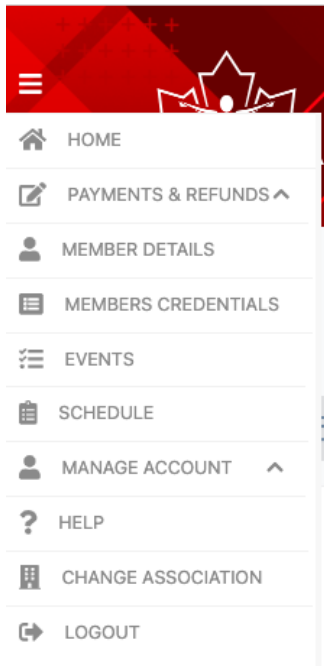 HOME
PAYMENTS & REFUNDS
MEMBER DETAILS
MEMBERS CREDENTIALS
EVENTS
SCHEDULE
MANAGE ACCOUNT
HELP
CHANGE ASSOCIATION
LOGOUT